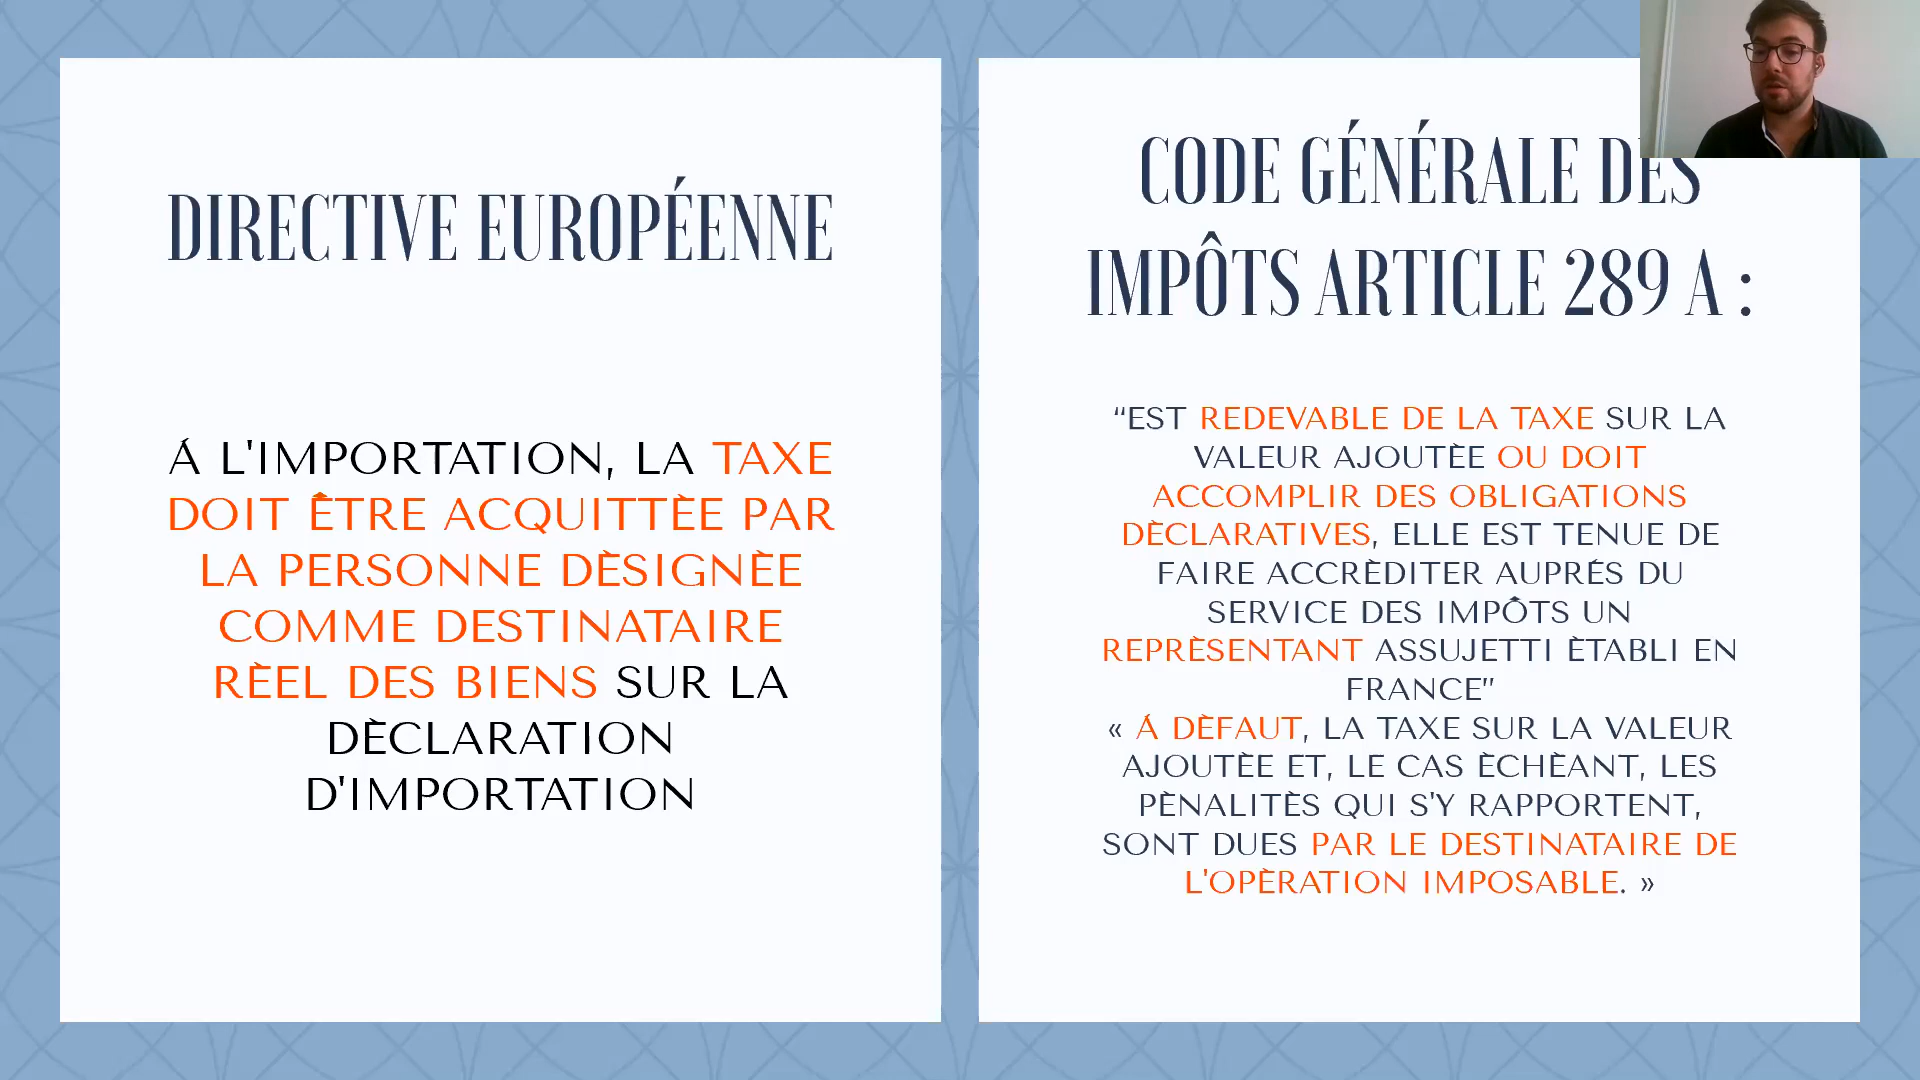 DIRECTIVE EUROPÉENNE
Á L'IMPORTATION, LA TAXE
DOIT ÊTRE ACQUITTÈE PAR
LA PERSONNE DÈSIGNÈE
COMME DESTINATAIRE
RÈEL DES BIENS SUR LA
DÈCLARATION
D'IMPORTATION
CODE GÉNÉRALE DES
IMPÔTS ARTICLE 289 A :
“EST REDEVABLE DE LA TAXE SUR LA
VALEUR AJOUTÈE OU DOIT
ACCOMPLIR DES OBLIGATIONS
DÈCLARATIVES, ELLE EST TENUE DE
FAIRE ACCRÈDITER AUPRÉS DU
SERVICE DES IMPÔTS UN
REPRÈSENTANT ASSUJETTI ÈTABLI EN
FRANCE”
« Á DÈFAUT, LA TAXE SUR LA VALEUR
AJOUTÈE ET, LE CAS ÈCHÈANT, LES
PÈNALITÈS QUI S'Y RAPPORTENT,
SONT DUES PAR LE DESTINATAIRE DE
L'OPÈRATION IMPOSABLE. »